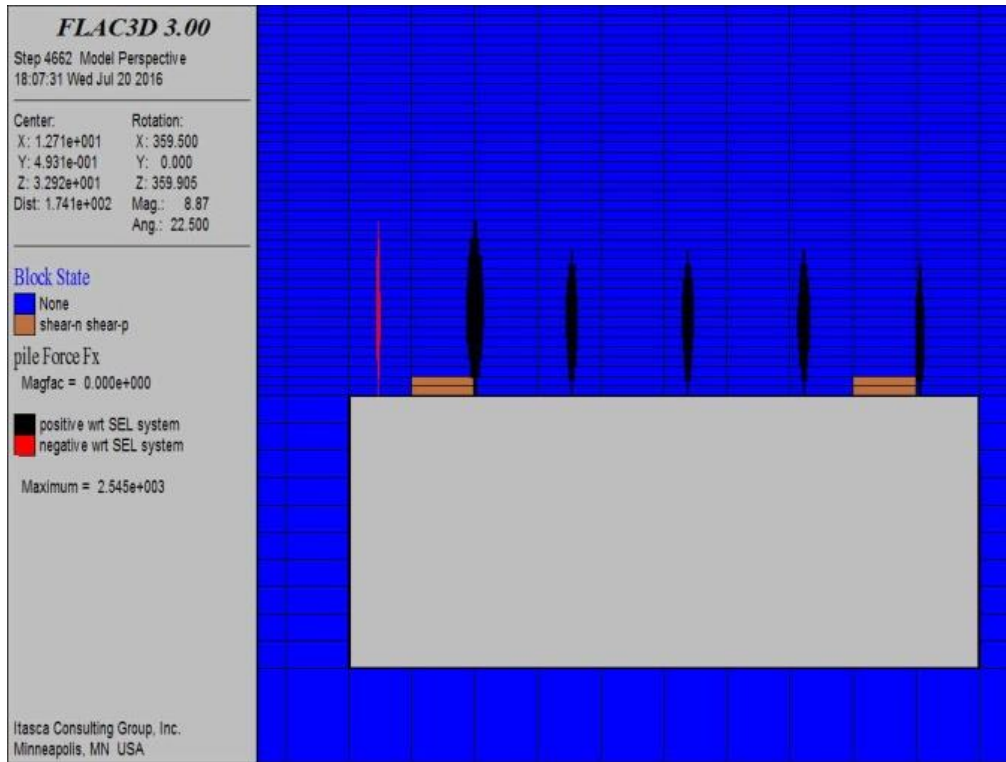 FLAC3D 3.00
Step 4662 Model Perspective
18:07:31 Wed Jul 20 2016
Center: Rotation:
X: 1.271e+001 X: 359.500
Y: 4.931e-001 Y: 0.000
Z: 3.292e+001 Z: 359.905
Dist: 1.741e+002 Mag.: 8.87
Ang.: 22.500
Block State
None
shear-n shear-p
pile Force Fx
Magfac = 0.000e+000
positive wrt SEL system
negative wrt SEL system
Maximum = 2.545e+003
Itasca Consulting Group, Inc.
Minneapolis, MN USA